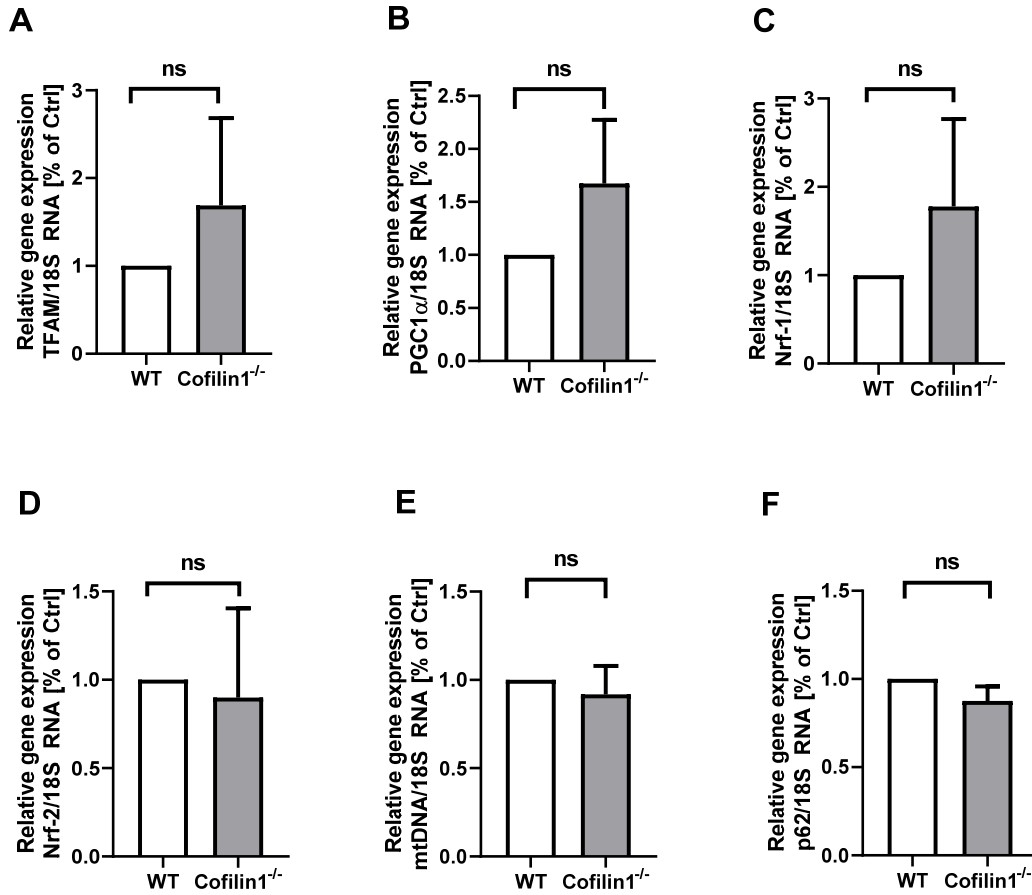 A
ns
Relative gene expression
TFAM/18S RNA [% of Ctrl]
3
2
1
0
WT
Cofilin1-/-
B
ns
Relative gene expression
PGC1α/18S RNA [% of Ctrl]
2.5
2.0
1.5
1.0
0.5
0.0
WT
Cofilin1-/-
C
ns
Relative gene expression
Nrf-1/18S RNA [% of Ctrl]
3
2
1
0
WT
Cofilin1-/-
D
ns
Relative gene expression
Nrf-2/18S RNA [% of Ctrl]
1.5
1.0
0.5
0.0
WT
Cofilin1-/-
E
ns
Relative gene expression
mtDNA/18S RNA [% of Ctrl]
1.5
1.0
0.5
0.0
WT
Cofilin1-/-
F
ns
Relative gene expression
p62/18S RNA [% of Ctrl]
1.5
1.0
0.5
0.0
WT
Cofilin1-/-